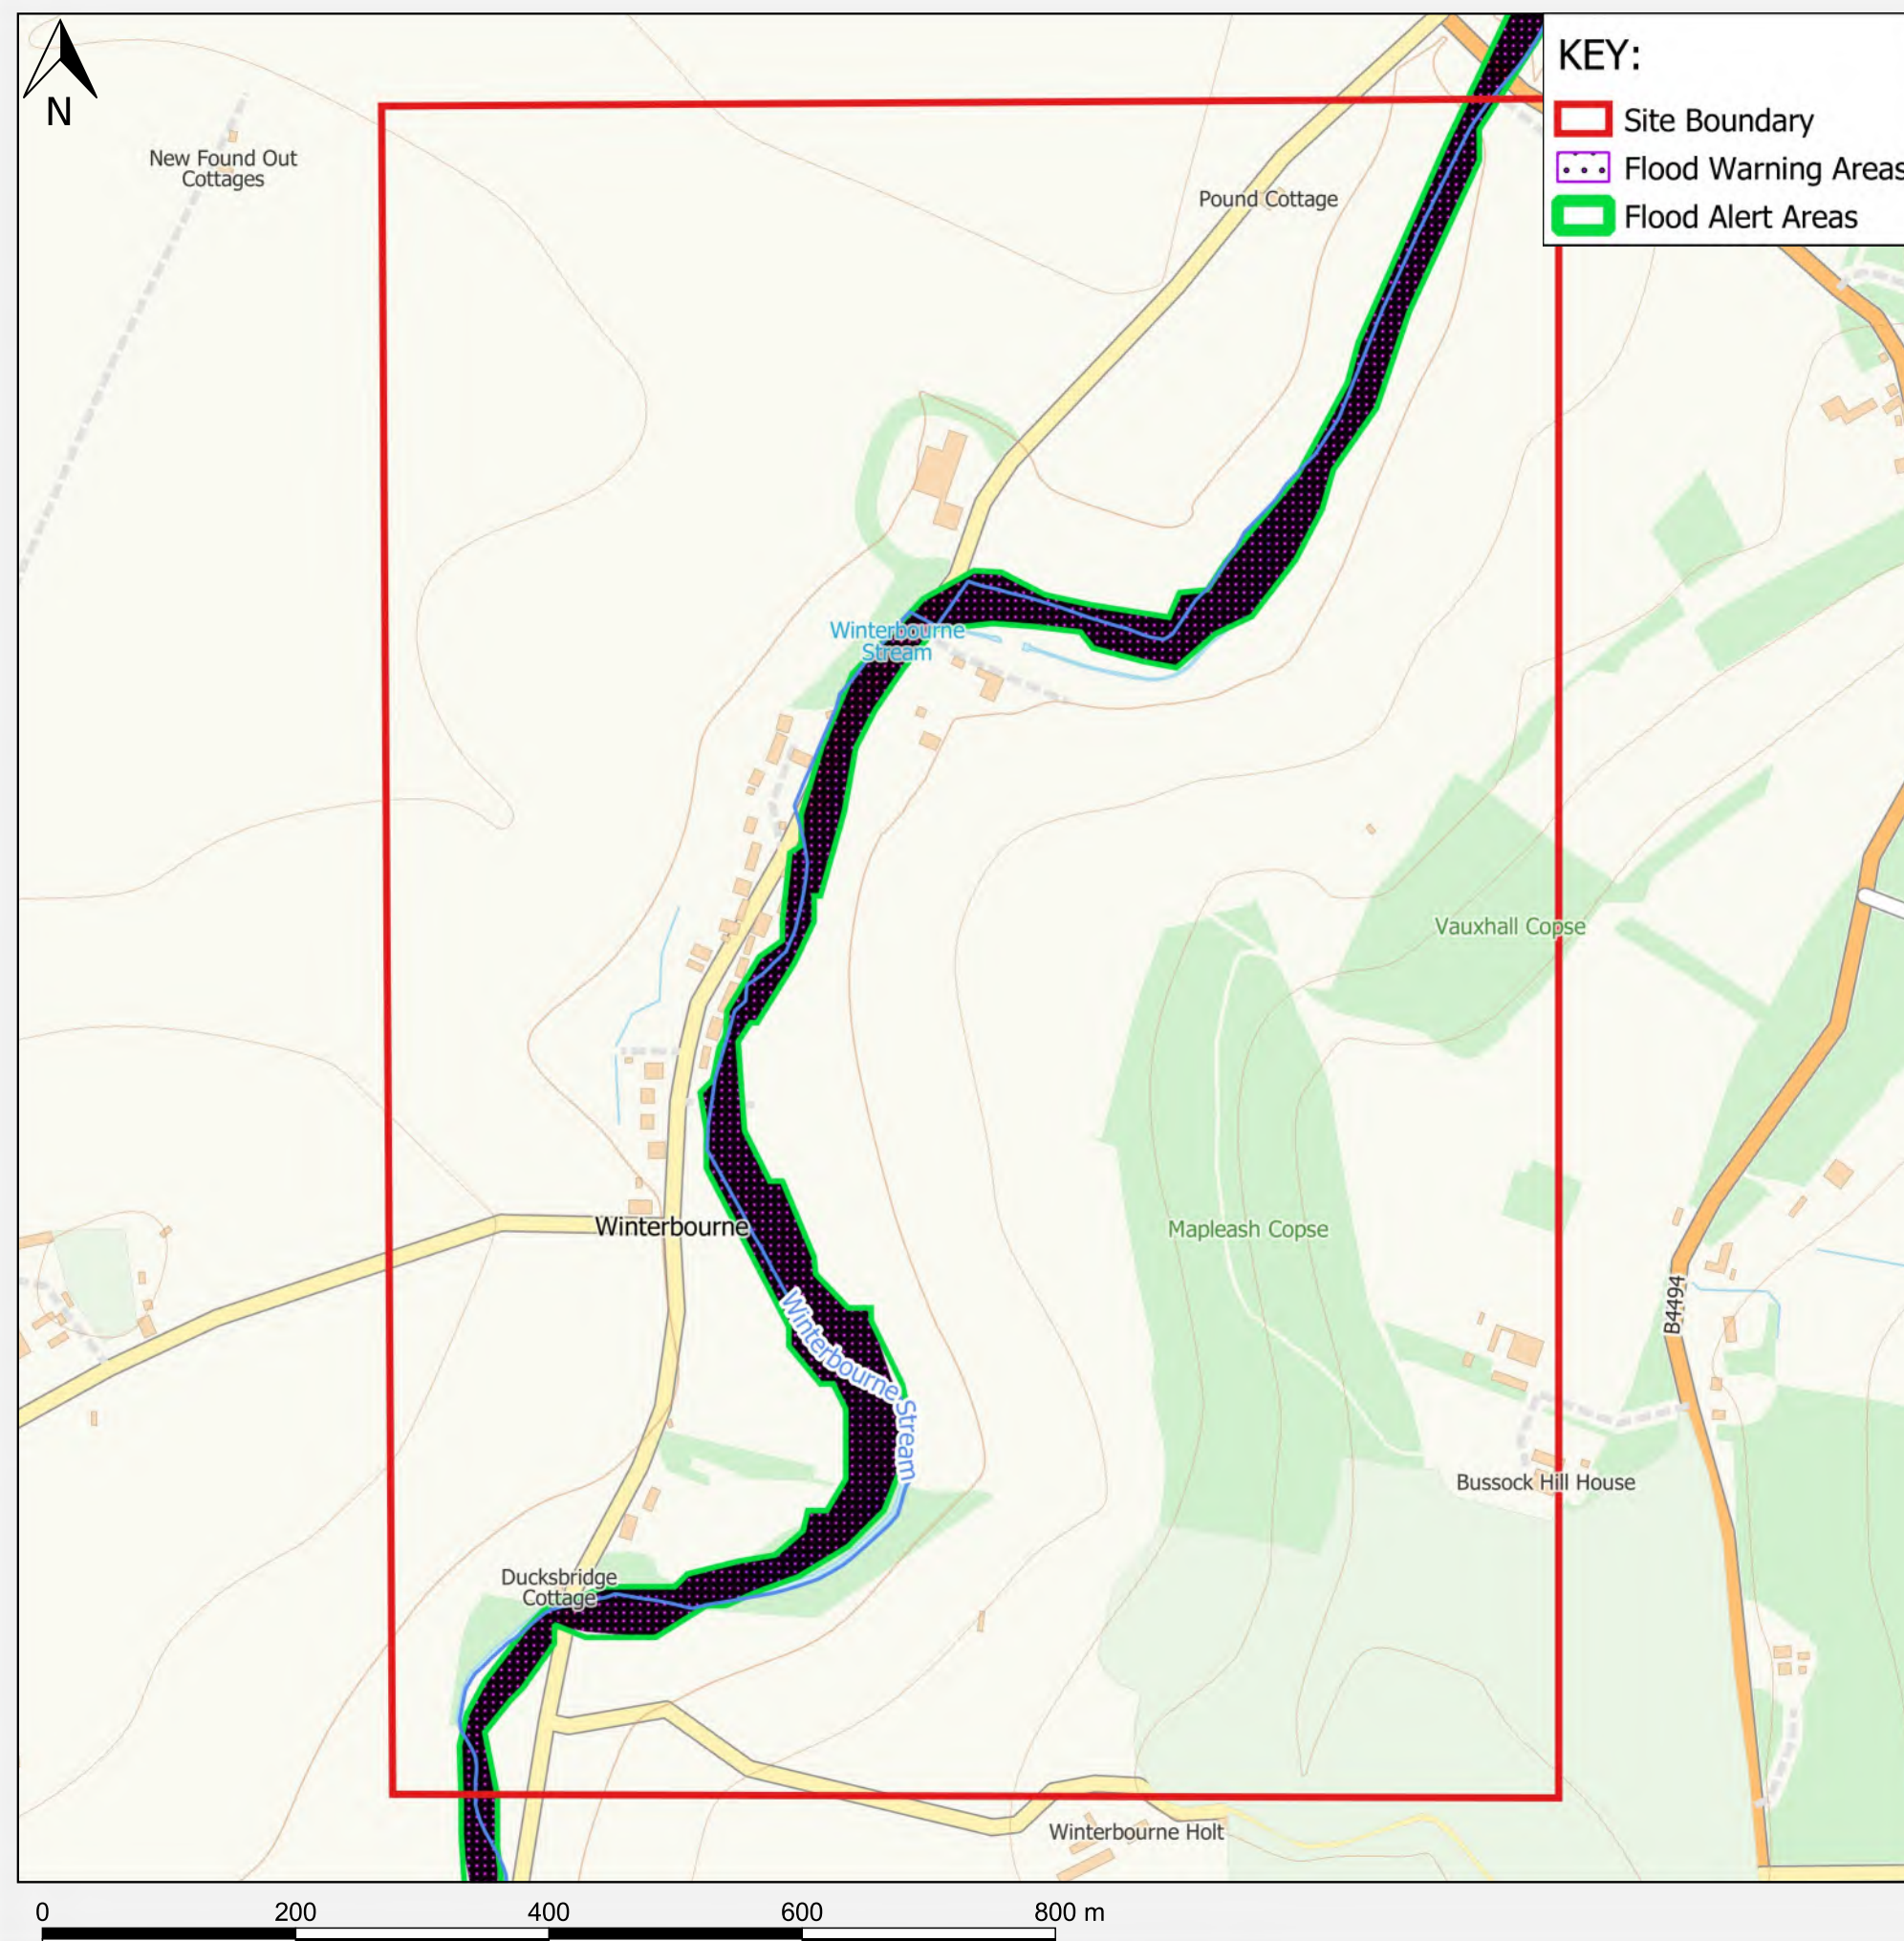 N
KEY:
Site Boundary
Flood Warning Areas
Flood Alert Areas
New Found Out
Cottages
Pound Cottage
Winterbourne
Stream
Vauxhall Copse
Winterbourne
Mapleash Copse
B4494
Winterbourne Stream
Bussock Hill House
Ducksbridge
Cottage
Winterbourne Holt
0 200 400 600 800 m